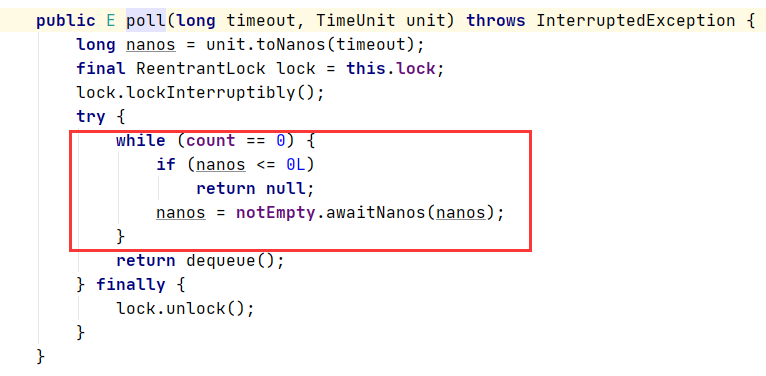 public E poll(long timeout, TimeUnit unit) throws InterruptedException {
    long nanos = unit.toNanos(timeout);
    final ReentrantLock lock = this.lock;
    lock.lockInterruptibly();
    try {
        while (count == 0) {
            if (nanos <= 0L)
                return null;
            nanos = notEmpty.awaitNanos(nanos);
        }
        return dequeue();
    } finally {
        lock.unlock();
    }
}